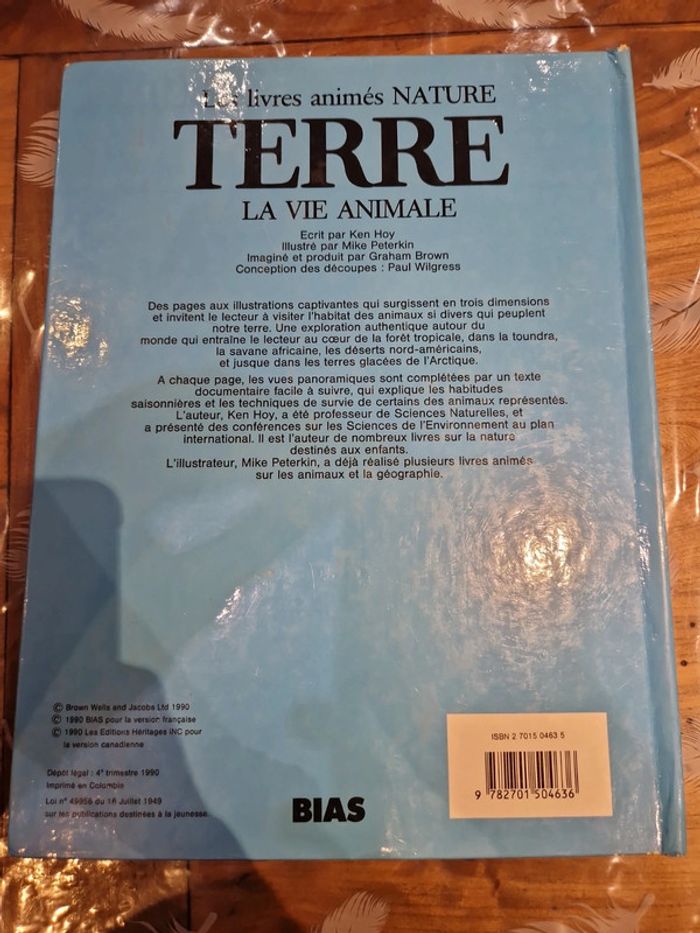 Les livres animés NATURE
TERRE
LA VIE ANIMALE
Ecrit par Ken Hoy
Illustré par Mike Peterkin
Imaginé et produit par Graham Brown
Conception des découpes : Paul Wilgress
Des pages aux illustrations captivantes qui surgissent en trois dimensions
et invitent le lecteur à visiter l'habitat des animaux si divers qui peuplent
notre terre. Une exploration authentique autour du
monde qui entraîne le lecteur au cœur de la forêt tropicale, dans la toundra,
la savane africaine, les déserts nord-américains,
et jusque dans les terres glacées de l'Arctique.
A chaque page, les vues panoramiques sont complétées par un texte
documentaire facile à suivre, qui explique les habitudes
saisonnières et les techniques de survie de certains des animaux représentés.
L'auteur, Ken Hoy, a été professeur de Sciences Naturelles, et
a présenté des conférences sur les Sciences de l'Environnement au plan
international. Il est l'auteur de nombreux livres sur la nature
destinés aux enfants.
L'illustrateur, Mike Peterkin, a déjà réalisé plusieurs livres animés
sur les animaux et la géographie.
© Brown Wells and Jacobs Ltd 1990
© 1990 BIAS pour la version française
© 1990 Les Editions Héritages INC pour
la version canadienne
Dépôt légal : 4e trimestre 1990
Imprimé en Colombie
Loi n° 49956 du 16 Juillet 1949
sur les publications destinées à la jeunesse.
BIAS
ISBN 2 7015 0463 5
9 782701 504636